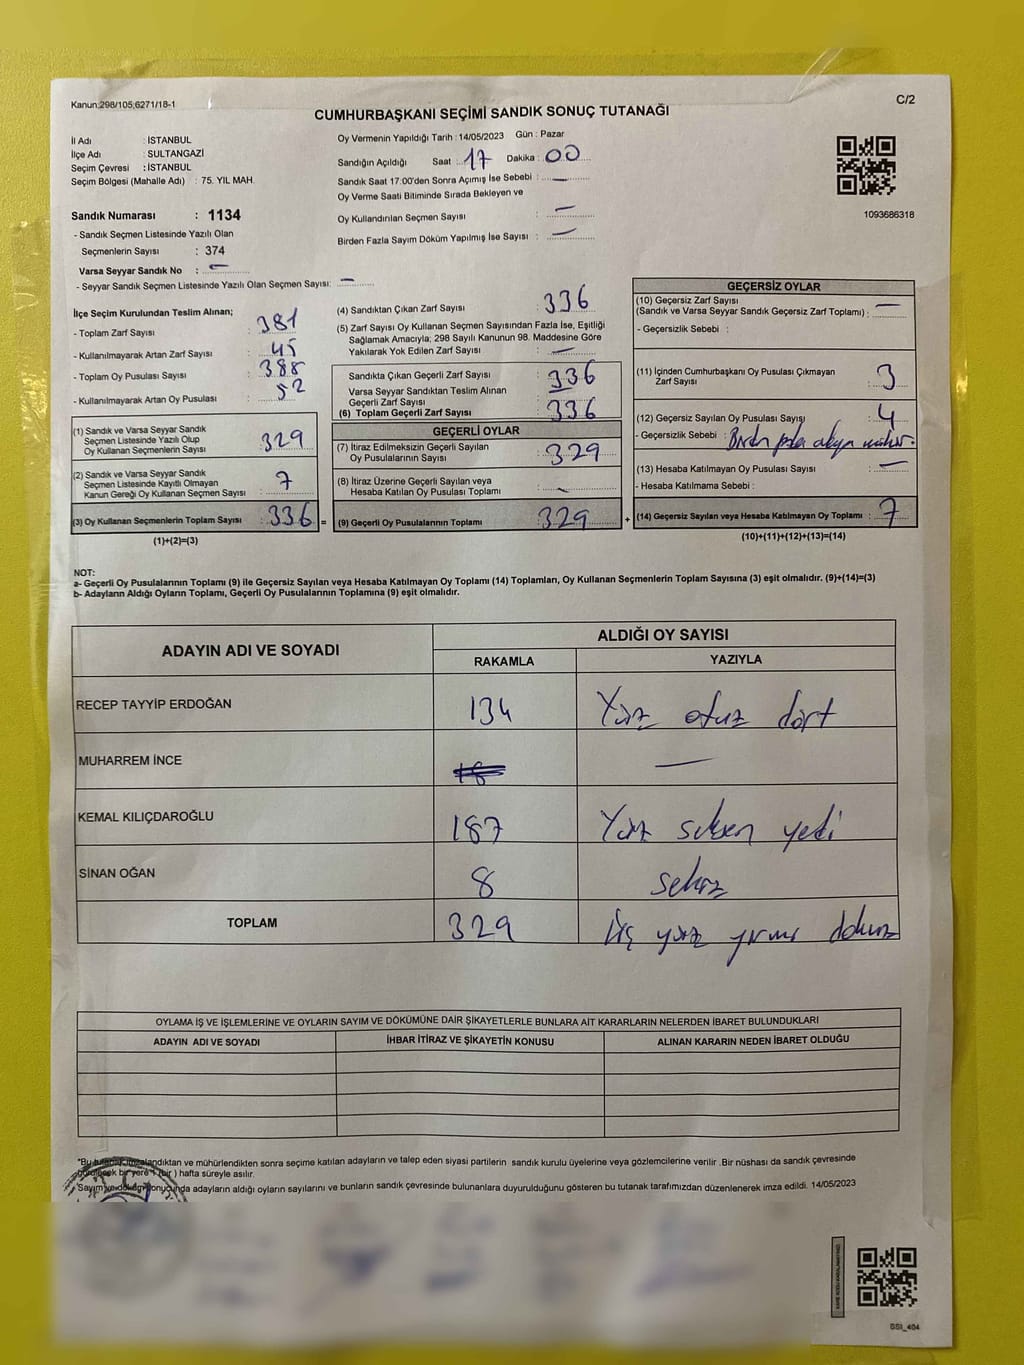 Kanun:298/105;6271/18-1
C/2
CUMHURBAŞKANI SEÇİMİ SANDIK SONUÇ TUTANAĞI
İl Adı : İSTANBUL
İlçe Adı : SULTANGAZİ
Seçim Çevresi : İSTANBUL
Seçim Bölgesi (Mahalle Adı) : 75. YIL MAH.
Sandık Numarası : 1134
- Sandık Seçmen Listesinde Yazılı Olan
Seçmenlerin Sayısı : 374
Varsa Seyyar Sandık No : —
- Seyyar Sandık Seçmen Listesinde Yazılı Olan Seçmen Sayısı: —
Oy Vermenin Yapıldığı Tarih : 14/05/2023 Gün : Pazar
Sandığın Açıldığı Saat : 17 Dakika : 00
Sandık Saat 17:00'den Sonra Açımış İse Sebebi : —
Oy Verme Saati Bitiminde Sırada Bekleyen ve
Oy Kullandırılan Seçmen Sayısı : —
Birden Fazla Sayım Döküm Yapılmış İse Sayısı : —
1093686318
İlçe Seçim Kurulundan Teslim Alınan;
- Toplam Zarf Sayısı : 381
- Kullanılmayarak Artan Zarf Sayısı : 45
- Toplam Oy Pusulası Sayısı : 388
- Kullanılmayarak Artan Oy Pusulası : 52
(1) Sandık ve Varsa Seyyar Sandık
Seçmen Listesinde Yazılı Olup
Oy Kullanan Seçmenlerin Sayısı : 329
(2) Sandık ve Varsa Seyyar Sandık
Seçmen Listesinde Kayıtlı Olmayan
Kanun Gereği Oy Kullanan Seçmen Sayısı : 7
(3) Oy Kullanan Seçmenlerin Toplam Sayısı : 336 =
(1)+(2)=(3)
(4) Sandıktan Çıkan Zarf Sayısı : 336
(5) Zarf Sayısı Oy Kullanan Seçmen Sayısından Fazla İse, Eşitliği
Sağlamak Amacıyla; 298 Sayılı Kanunun 98. Maddesine Göre
Yakılarak Yok Edilen Zarf Sayısı : —
Sandıkta Çıkan Geçerli Zarf Sayısı : 336
Varsa Seyyar Sandıktan Teslim Alınan
Geçerli Zarf Sayısı : —
(6) Toplam Geçerli Zarf Sayısı : 336
GEÇERLİ OYLAR
(7) İtiraz Edilmeksizin Geçerli Sayılan
Oy Pusulalarının Sayısı : 329
(8) İtiraz Üzerine Geçerli Sayılan veya
Hesaba Katılan Oy Pusulası Toplamı : —
(9) Geçerli Oy Pusulalarının Toplamı : 329 +
GEÇERSİZ OYLAR
(10) Geçersiz Zarf Sayısı
(Sandık ve Varsa Seyyar Sandık Geçersiz Zarf Toplamı) : —
- Geçersizlik Sebebi :
(11) İçinden Cumhurbaşkanı Oy Pusulası Çıkmayan
Zarf Sayısı : 3
(12) Geçersiz Sayılan Oy Pusulası Sayısı : 4
- Geçersizlik Sebebi : Birden fazla
(13) Hesaba Katılmayan Oy Pusulası Sayısı : —
- Hesaba Katılmama Sebebi :
(14) Geçersiz Sayılan veya Hesaba Katılmayan Oy Toplamı : 7
(10)+(11)+(12)+(13)=(14)
NOT:
a- Geçerli Oy Pusulalarının Toplamı (9) ile Geçersiz Sayılan veya Hesaba Katılmayan Oy Toplamı (14) Toplamları, Oy Kullanan Seçmenlerin Toplam Sayısına (3) eşit olmalıdır. (9)+(14)=(3)
b- Adayların Aldığı Oyların Toplamı, Geçerli Oy Pusulalarının Toplamına (9) eşit olmalıdır.
ADAYIN ADI VE SOYADI ALDIĞI OY SAYISI
RAKAMLA YAZIYLA
RECEP TAYYİP ERDOĞAN 134 Yüz otuz dört
MUHARREM İNCE —
KEMAL KILIÇDAROĞLU 187 Yüz seksen yedi
SİNAN OĞAN 8 sekiz
TOPLAM 329 Üç yüz yirmi dokuz
OYLAMA İŞ VE İŞLEMLERİNE VE OYLARIN SAYIM VE DÖKÜMÜNE DAİR ŞİKAYETLERLE BUNLARA AİT KARARLARIN NELERDEN İBARET BULUNDUKLARI
ADAYIN ADI VE SOYADI İHBAR İTİRAZ VE ŞİKAYETİN KONUSU ALINAN KARARIN NEDEN İBARET OLDUĞU
"Bu tutanak imzalandıktan ve mühürlendikten sonra seçime katılan adayların ve talep eden siyasi partilerin sandık kurulu üyelerine veya gözlemcilerine verilir .Bir nüshası da sandık çevresinde
görülecek bir yere 1 (bir ) hafta süreyle asılır.
"Sayım ve döküm sonucunda adayların aldığı oyların sayılarını ve bunların sandık çevresinde bulunanlara duyurulduğunu gösteren bu tutanak tarafımızdan düzenlenerek imza edildi. 14/05/2023
SSI_404